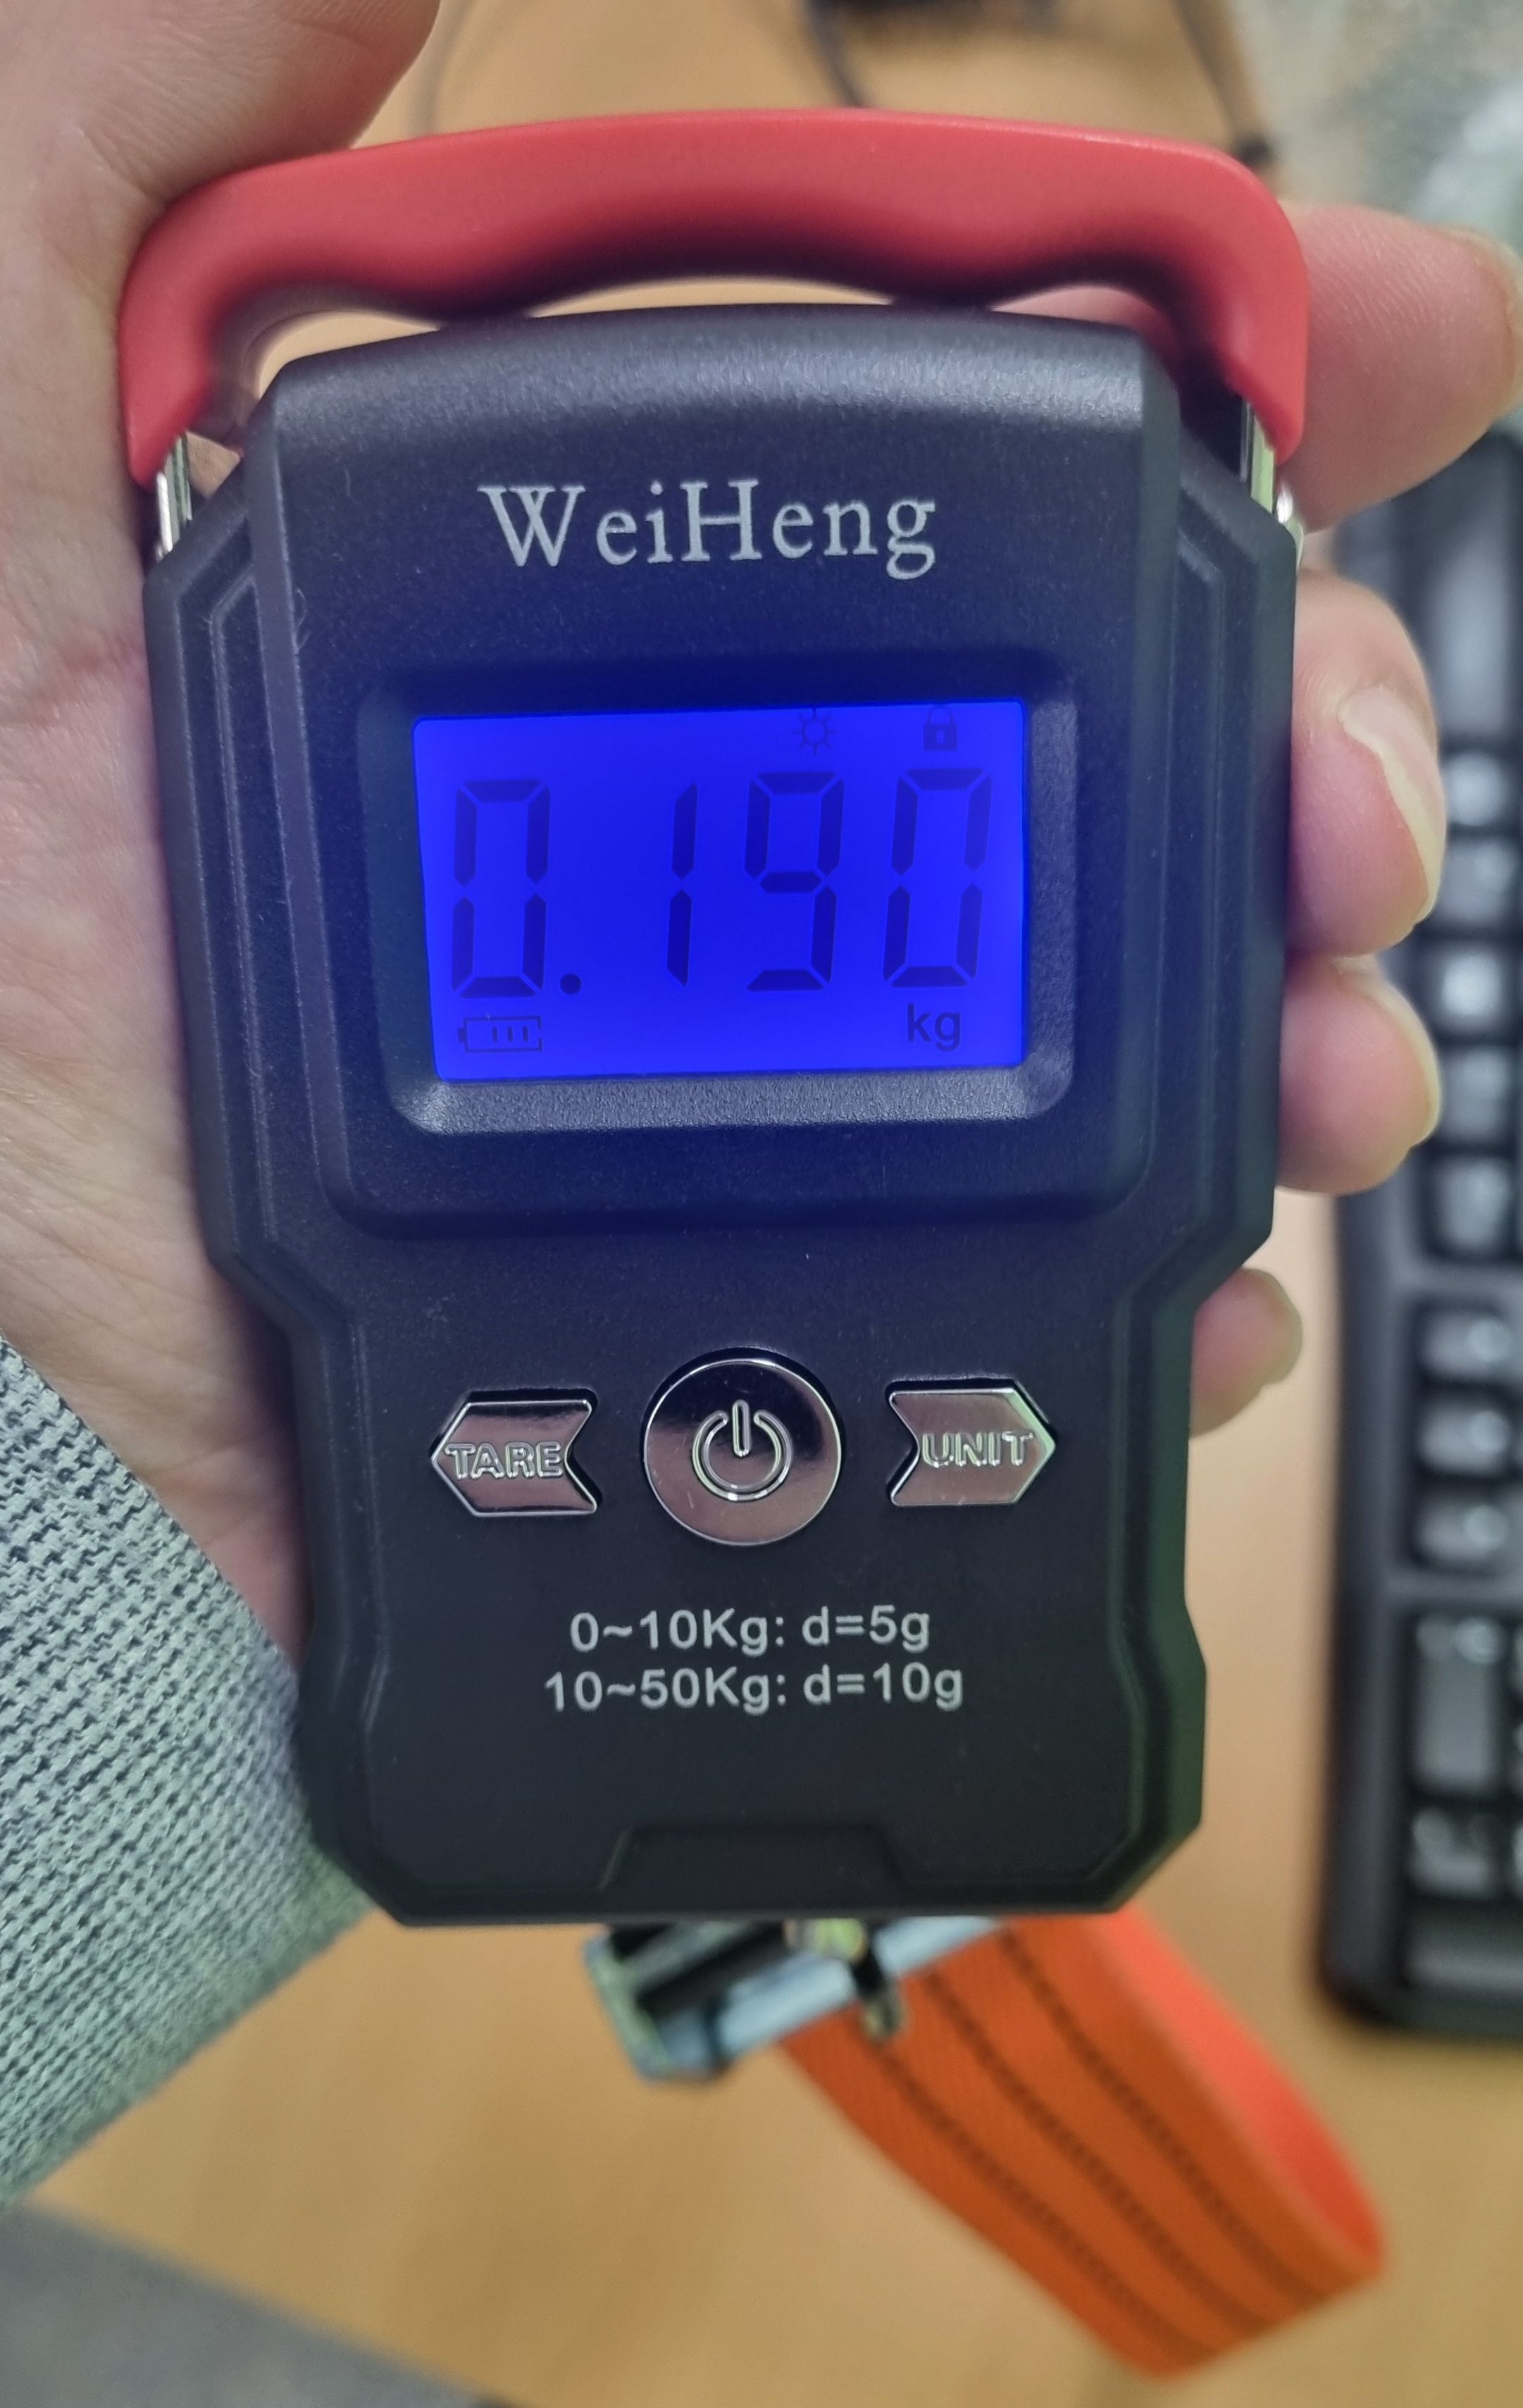 WeiHeng
0.190
kg
TARE
UNIT
0~10Kg: d=5g
10~50Kg: d=10g